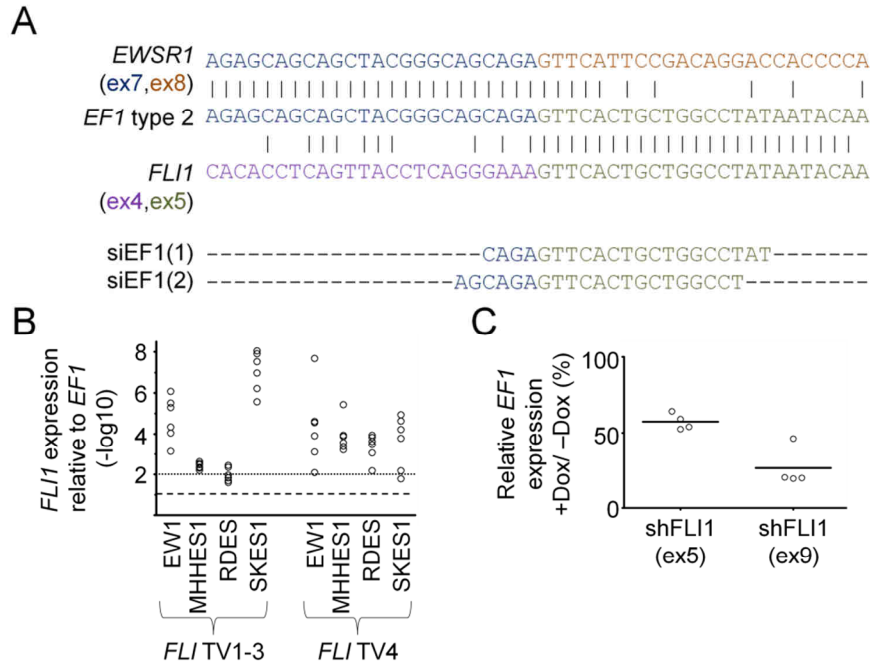 A
EWSR1 AGAGCAGCAGCTACGGGCAGCAGAGTTCATTCCGACAGGACCACCCCA
(ex7,ex8)
EF1 type 2 AGAGCAGCAGCTACGGGCAGCAGAGTTCACTGCTGGCCTATAATACAA
FLI1 CACACCTCAGTTACCTCAGGGAAAGTTCACTGCTGGCCTATAATACAA
(ex4,ex5)
siEF1(1) --------------------CAGAGTTCACTGCTGGCCTAT-------
siEF1(2) ------------------AGCAGAGTTCACTGCTGGCCT---------
B
FLI1 expression
relative to EF1
(-log10)
8
6
4
2
EW1
MHHES1
RDES
SKES1
EW1
MHHES1
RDES
SKES1
FLI TV1-3
FLI TV4
C
Relative EF1
expression
+Dox/ –Dox (%)
100
50
0
shFLI1
(ex5)
shFLI1
(ex9)